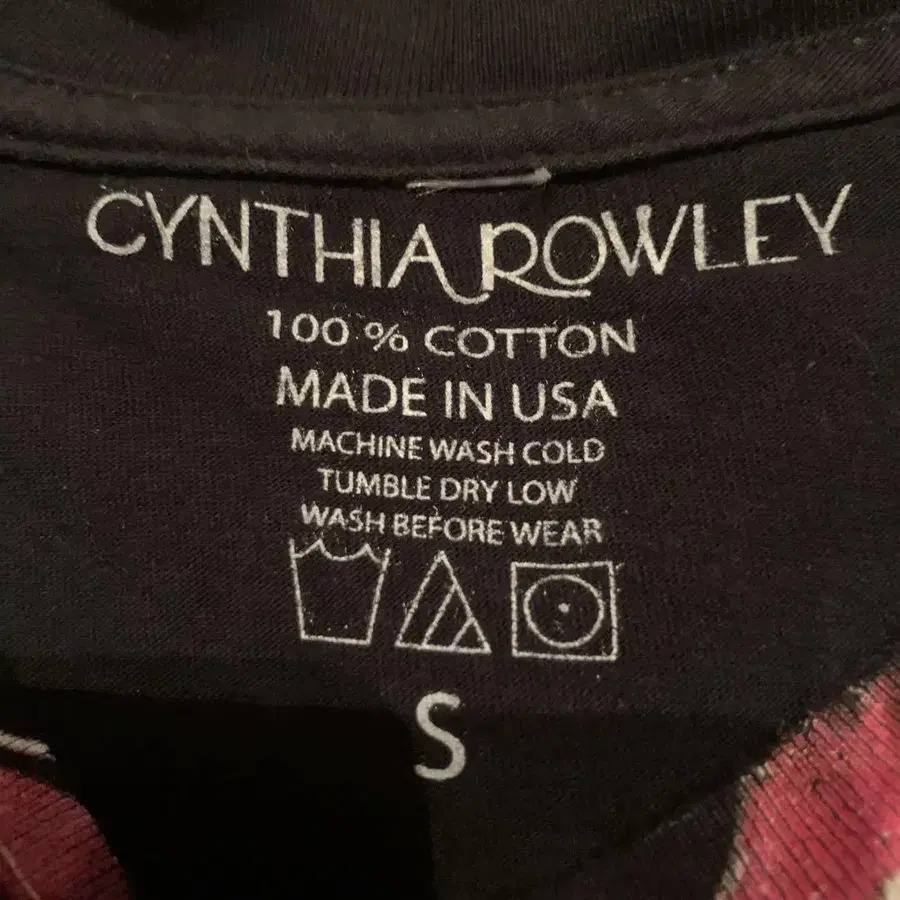 CYNTHIA ROWLEY
100 % COTTON
MADE IN USA
MACHINE WASH COLD
TUMBLE DRY LOW
WASH BEFORE WEAR
S